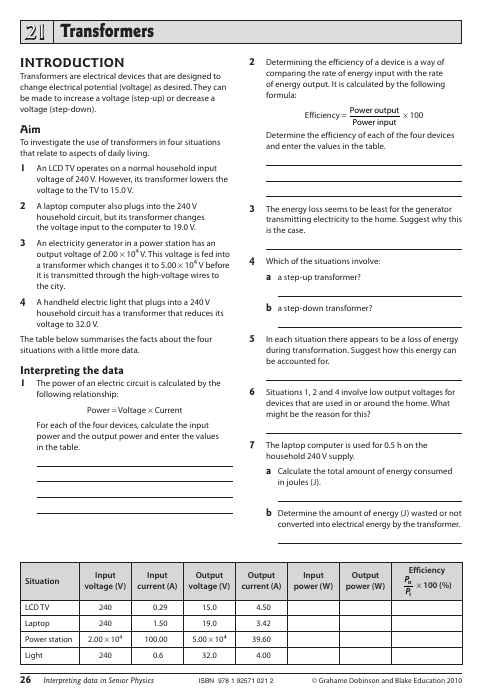 21 Transformers
INTRODUCTION
Transformers are electrical devices that are designed to
change electrical potential (voltage) as desired. They can
be made to increase a voltage (step-up) or decrease a
voltage (step-down).
Aim
To investigate the use of transformers in four situations
that relate to aspects of daily living.
1 An LCD TV operates on a normal household input
voltage of 240 V. However, its transformer lowers the
voltage to the TV to 15.0 V.
2 A laptop computer also plugs into the 240 V
household circuit, but its transformer changes
the voltage input to the computer to 19.0 V.
3 An electricity generator in a power station has an
output voltage of 2.00 × 10⁴ V. This voltage is fed into
a transformer which changes it to 5.00 × 10⁴ V before
it is transmitted through the high-voltage wires to
the city.
4 A handheld electric light that plugs into a 240 V
household circuit has a transformer that reduces its
voltage to 32.0 V.
The table below summarises the facts about the four
situations with a little more data.
Interpreting the data
1 The power of an electric circuit is calculated by the
following relationship:
Power = Voltage × Current
For each of the four devices, calculate the input
power and the output power and enter the values
in the table.
2 Determining the efficiency of a device is a way of
comparing the rate of energy input with the rate
of energy output. It is calculated by the following
formula:
Efficiency = Power output / Power input × 100
Determine the efficiency of each of the four devices
and enter the values in the table.
3 The energy loss seems to be least for the generator
transmitting electricity to the home. Suggest why this
is the case.
4 Which of the situations involve:
a a step-up transformer?
b a step-down transformer?
5 In each situation there appears to be a loss of energy
during transformation. Suggest how this energy can
be accounted for.
6 Situations 1, 2 and 4 involve low output voltages for
devices that are used in or around the home. What
might be the reason for this?
7 The laptop computer is used for 0.5 h on the
household 240 V supply.
a Calculate the total amount of energy consumed
in joules (J).
b Determine the amount of energy (J) wasted or not
converted into electrical energy by the transformer.
Situation Input voltage (V) Input current (A) Output voltage (V) Output current (A) Input power (W) Output power (W) Efficiency Pₒ/Pᵢ × 100 (%)
LCD TV 240 0.29 15.0 4.50
Laptop 240 1.50 19.0 3.42
Power station 2.00 × 10⁴ 100.00 5.00 × 10⁴ 39.60
Light 240 0.6 32.0 4.00
26 Interpreting data in Senior Physics ISBN 978 1 92571 021 2 © Grahame Dobinson and Blake Education 2010